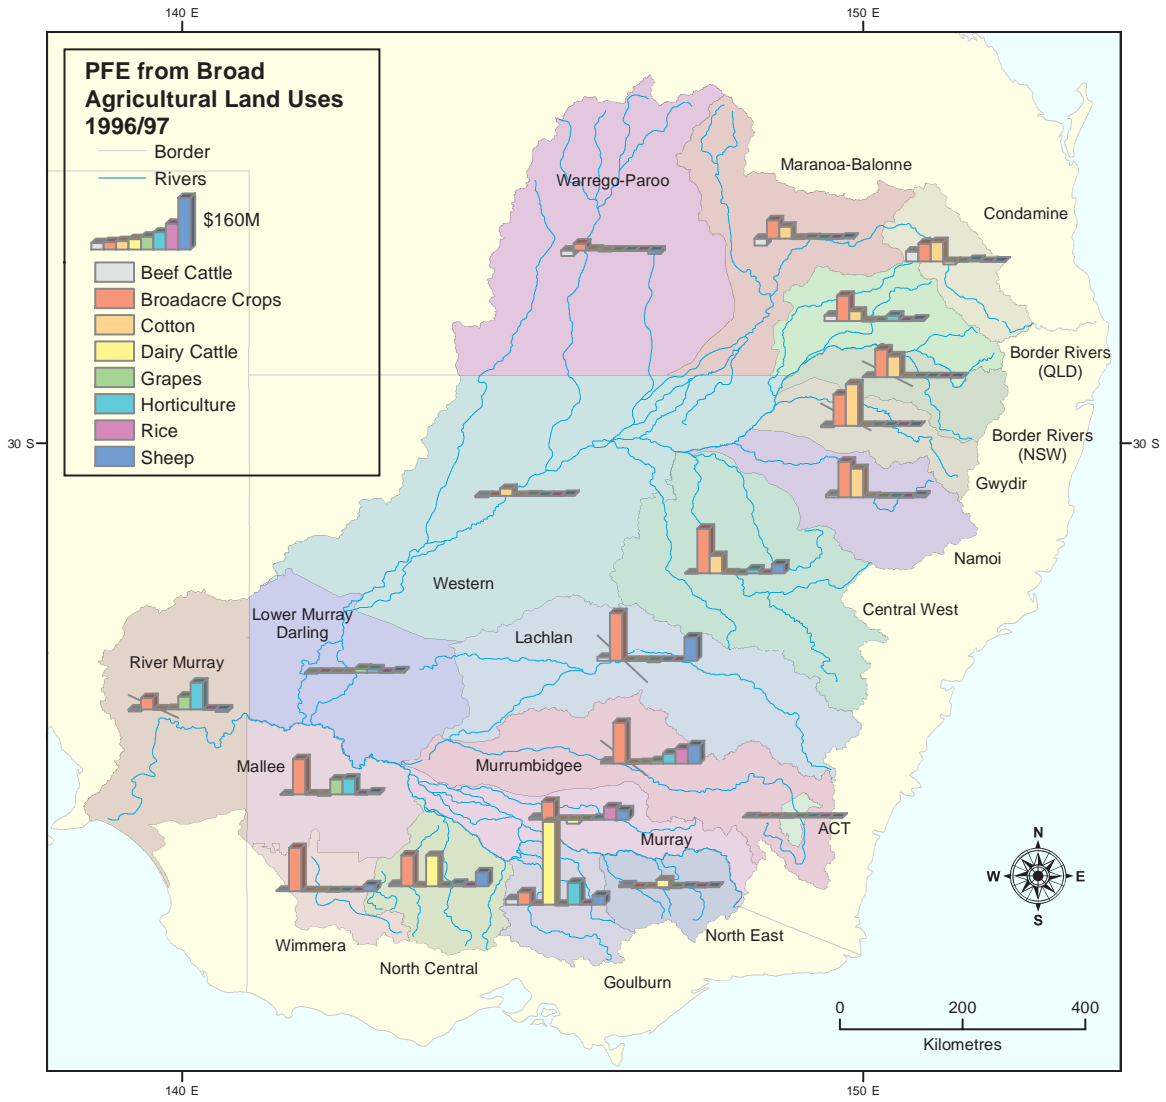 140 E
150 E
PFE from Broad
Agricultural Land Uses
1996/97
Border
Rivers
$160M
Beef Cattle
Broadacre Crops
Cotton
Dairy Cattle
Grapes
Horticulture
Rice
Sheep
Maranoa-Balonne
Warrego-Paroo
Condamine
Border Rivers
(QLD)
30 S
30 S
Border Rivers
(NSW)
Gwydir
Namoi
Western
Central West
Lower Murray
Darling
Lachlan
River Murray
Mallee
Murrumbidgee
ACT
Murray
N
W
E
S
Wimmera
North East
North Central
Goulburn
0
200
400
Kilometres
140 E
150 E